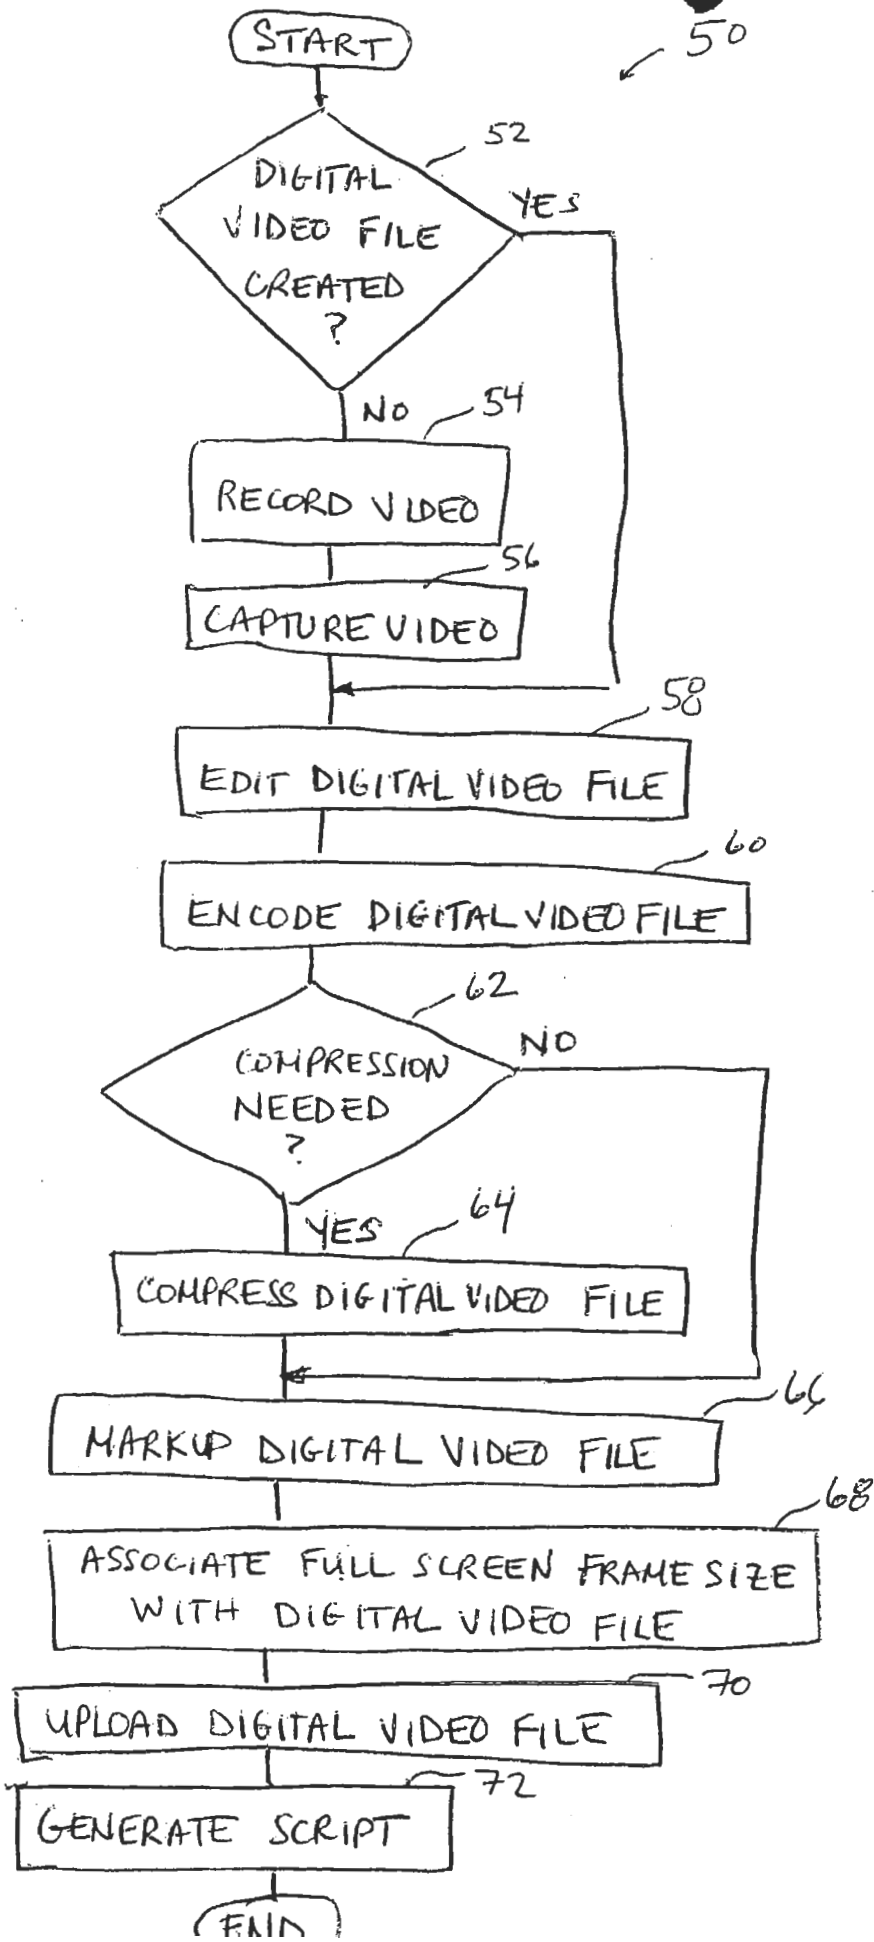 START
50
52
DIGITAL
VIDEO FILE
CREATED
?
YES
NO
54
RECORD VIDEO
56
CAPTURE VIDEO
58
EDIT DIGITAL VIDEO FILE
60
ENCODE DIGITAL VIDEO FILE
62
COMPRESSION
NEEDED
?
NO
YES
64
COMPRESS DIGITAL VIDEO FILE
66
MARKUP DIGITAL VIDEO FILE
68
ASSOCIATE FULL SCREEN FRAME SIZE
WITH DIGITAL VIDEO FILE
70
UPLOAD DIGITAL VIDEO FILE
72
GENERATE SCRIPT
END